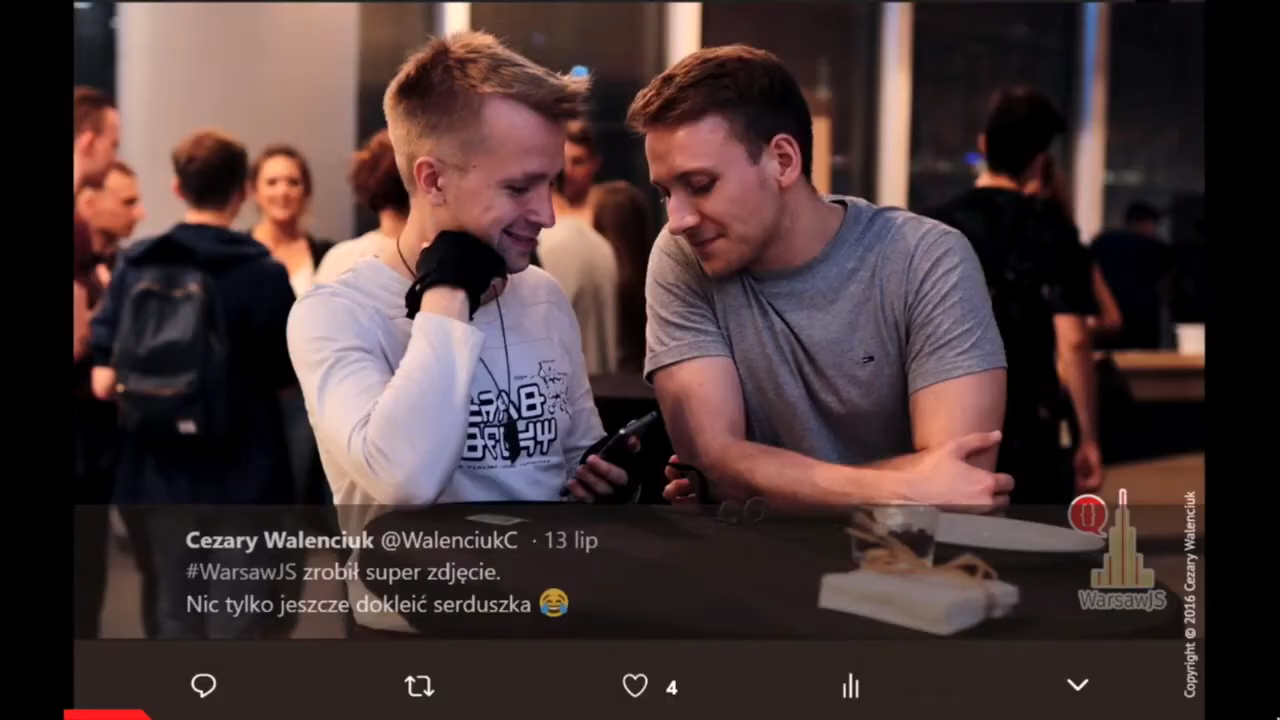 Cezary Walenciuk @WalenciukC · 13 lip
#WarsawJS zrobił super zdjęcie.
Nic tylko jeszcze dokleić serduszka 😂
4
{}
WarsawJS
Copyright © 2016 Cezary Walenciuk